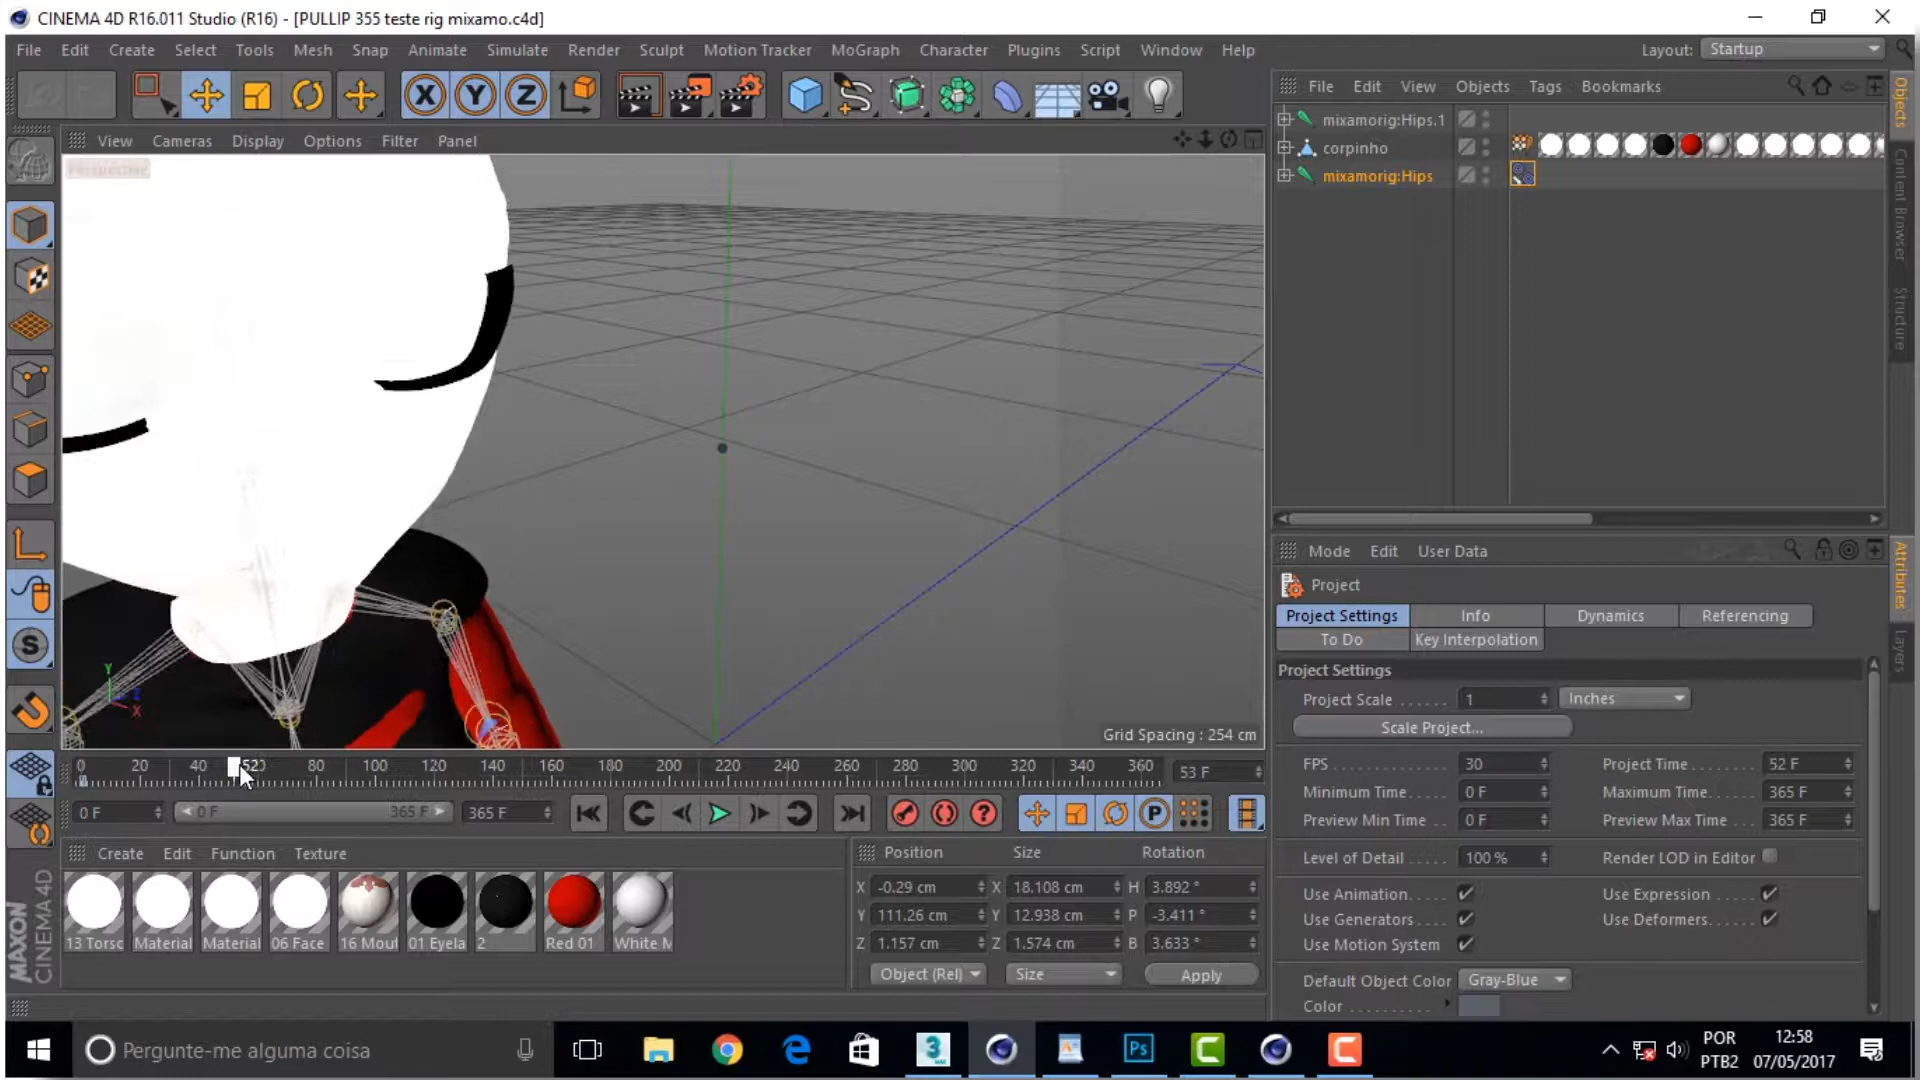 CINEMA 4D R16.011 Studio (R16) - [PULLIP 355 teste rig mixamo.c4d]
File Edit Create Select Tools Mesh Snap Animate Simulate Render Sculpt Motion Tracker MoGraph Character Plugins Script Window Help Layout: Startup
X Y Z
File Edit View Objects Tags Bookmarks
View Cameras Display Options Filter Panel
Perspective
mixamorig:Hips.1
corpinho
mixamorig:Hips
Objects
Content Browser
Structure
Y
Z
X
Grid Spacing : 254 cm
Mode Edit User Data
Project
Project Settings Info Dynamics Referencing
To Do Key Interpolation
Project Settings
Project Scale 1 Inches
Scale Project...
FPS 30 Project Time 52 F
Minimum Time 0 F Maximum Time 365 F
Preview Min Time 0 F Preview Max Time 365 F
Level of Detail 100 % Render LOD in Editor
Use Animation Use Expression
Use Generators Use Deformers
Use Motion System
Default Object Color Gray-Blue
Color
Attributes
Layers
0 20 40 52 80 100 120 140 160 180 200 220 240 260 280 300 320 340 360 53 F
0 F 0 F 365 F 365 F
P
Create Edit Function Texture
13 Torso Material Material 06 Face 16 Mout 01 Eyela 2 Red 01 White M
Position Size Rotation
X -0.29 cm X 18.108 cm H 3.892 °
Y 111.26 cm Y 12.938 cm P -3.411 °
Z 1.157 cm Z 1.574 cm B 3.633 °
Object (Rel) Size Apply
MAXON
CINEMA 4D
Pergunte-me alguma coisa
3
Ps
C
C
POR
PTB2
12:58
07/05/2017